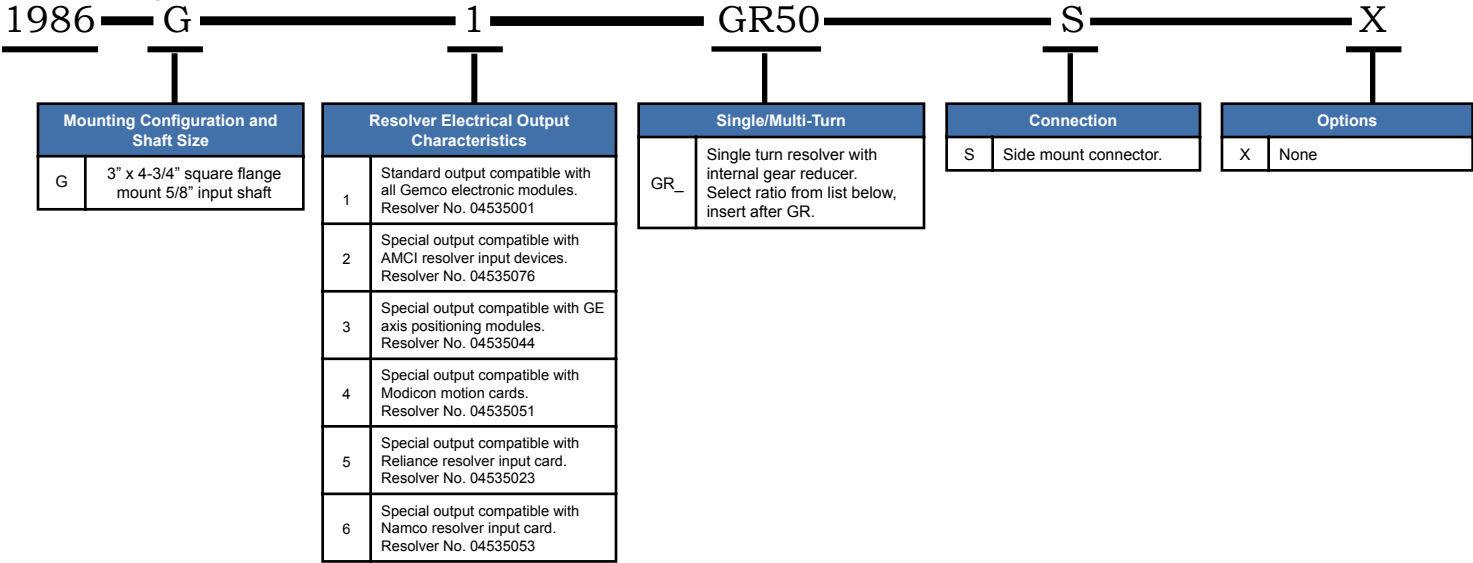 1986 G 1 GR50 S X
Mounting Configuration and
Shaft Size
G
3” x 4-3/4” square flange
mount 5/8” input shaft
Resolver Electrical Output
Characteristics
1
Standard output compatible with
all Gemco electronic modules.
Resolver No. 04535001
2
Special output compatible with
AMCI resolver input devices.
Resolver No. 04535076
3
Special output compatible with GE
axis positioning modules.
Resolver No. 04535044
4
Special output compatible with
Modicon motion cards.
Resolver No. 04535051
5
Special output compatible with
Reliance resolver input card.
Resolver No. 04535023
6
Special output compatible with
Namco resolver input card.
Resolver No. 04535053
Single/Multi-Turn
GR_
Single turn resolver with
internal gear reducer.
Select ratio from list below,
insert after GR.
Connection
S Side mount connector.
Options
X None